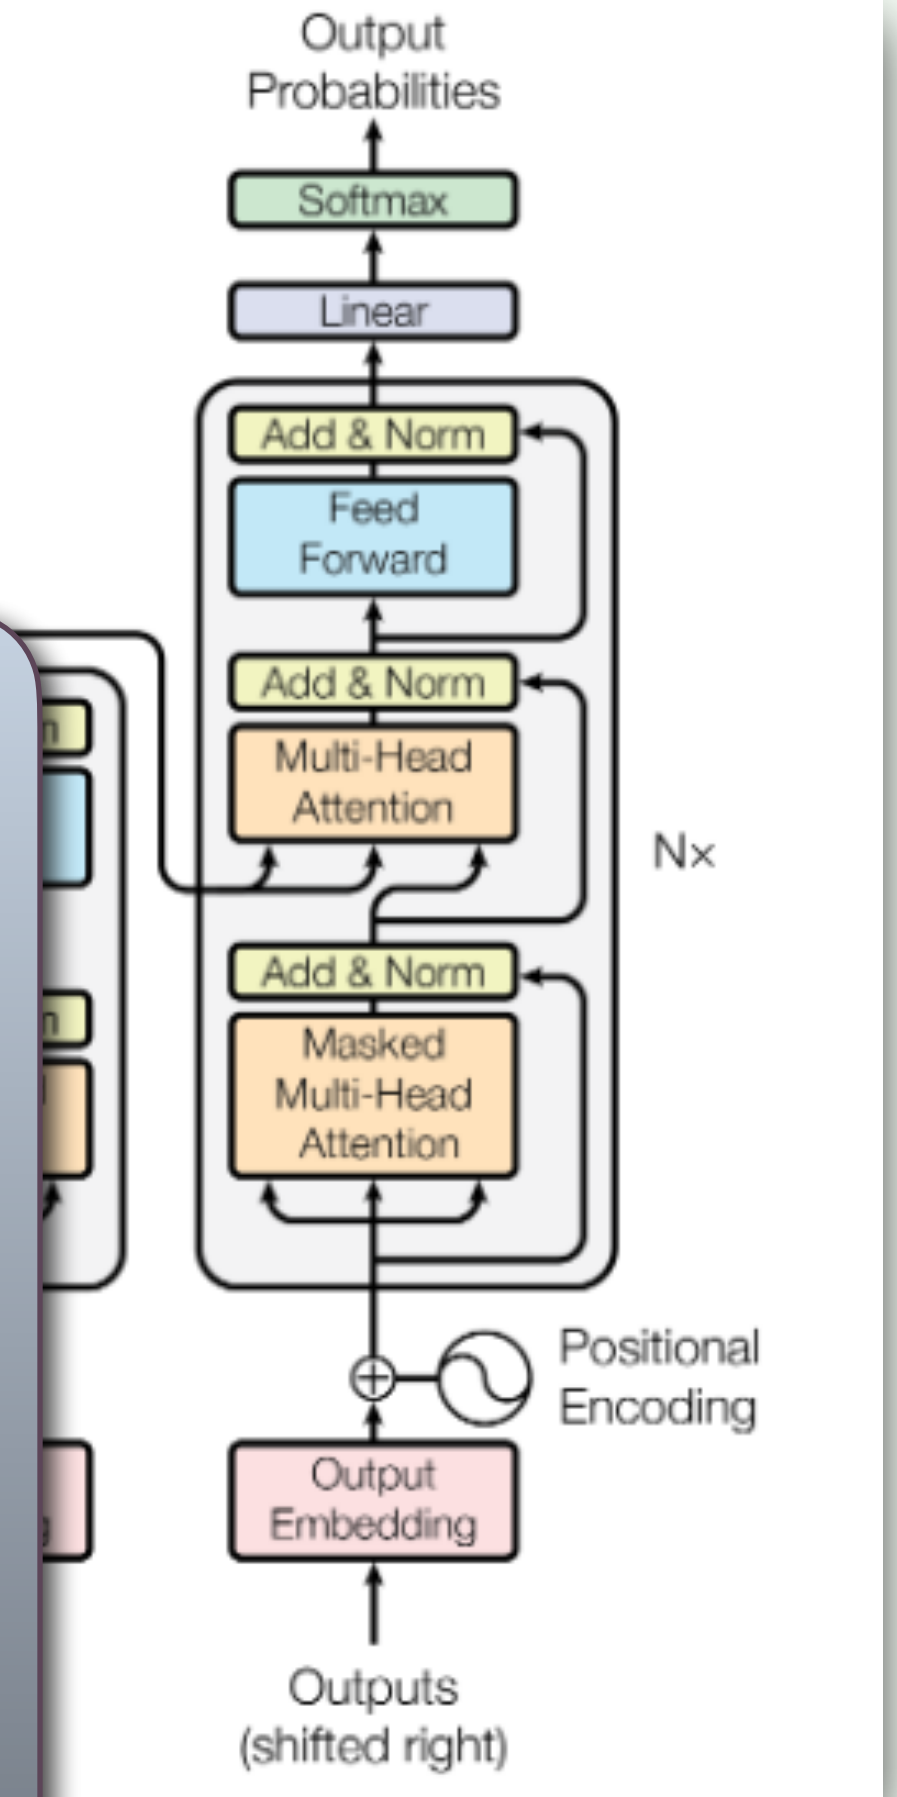 Output
Probabilities
Softmax
Linear
Add & Norm
Feed
Forward
Add & Norm
Multi-Head
Attention
N×
Add & Norm
Masked
Multi-Head
Attention
Positional
Encoding
Output
Embedding
Outputs
(shifted right)